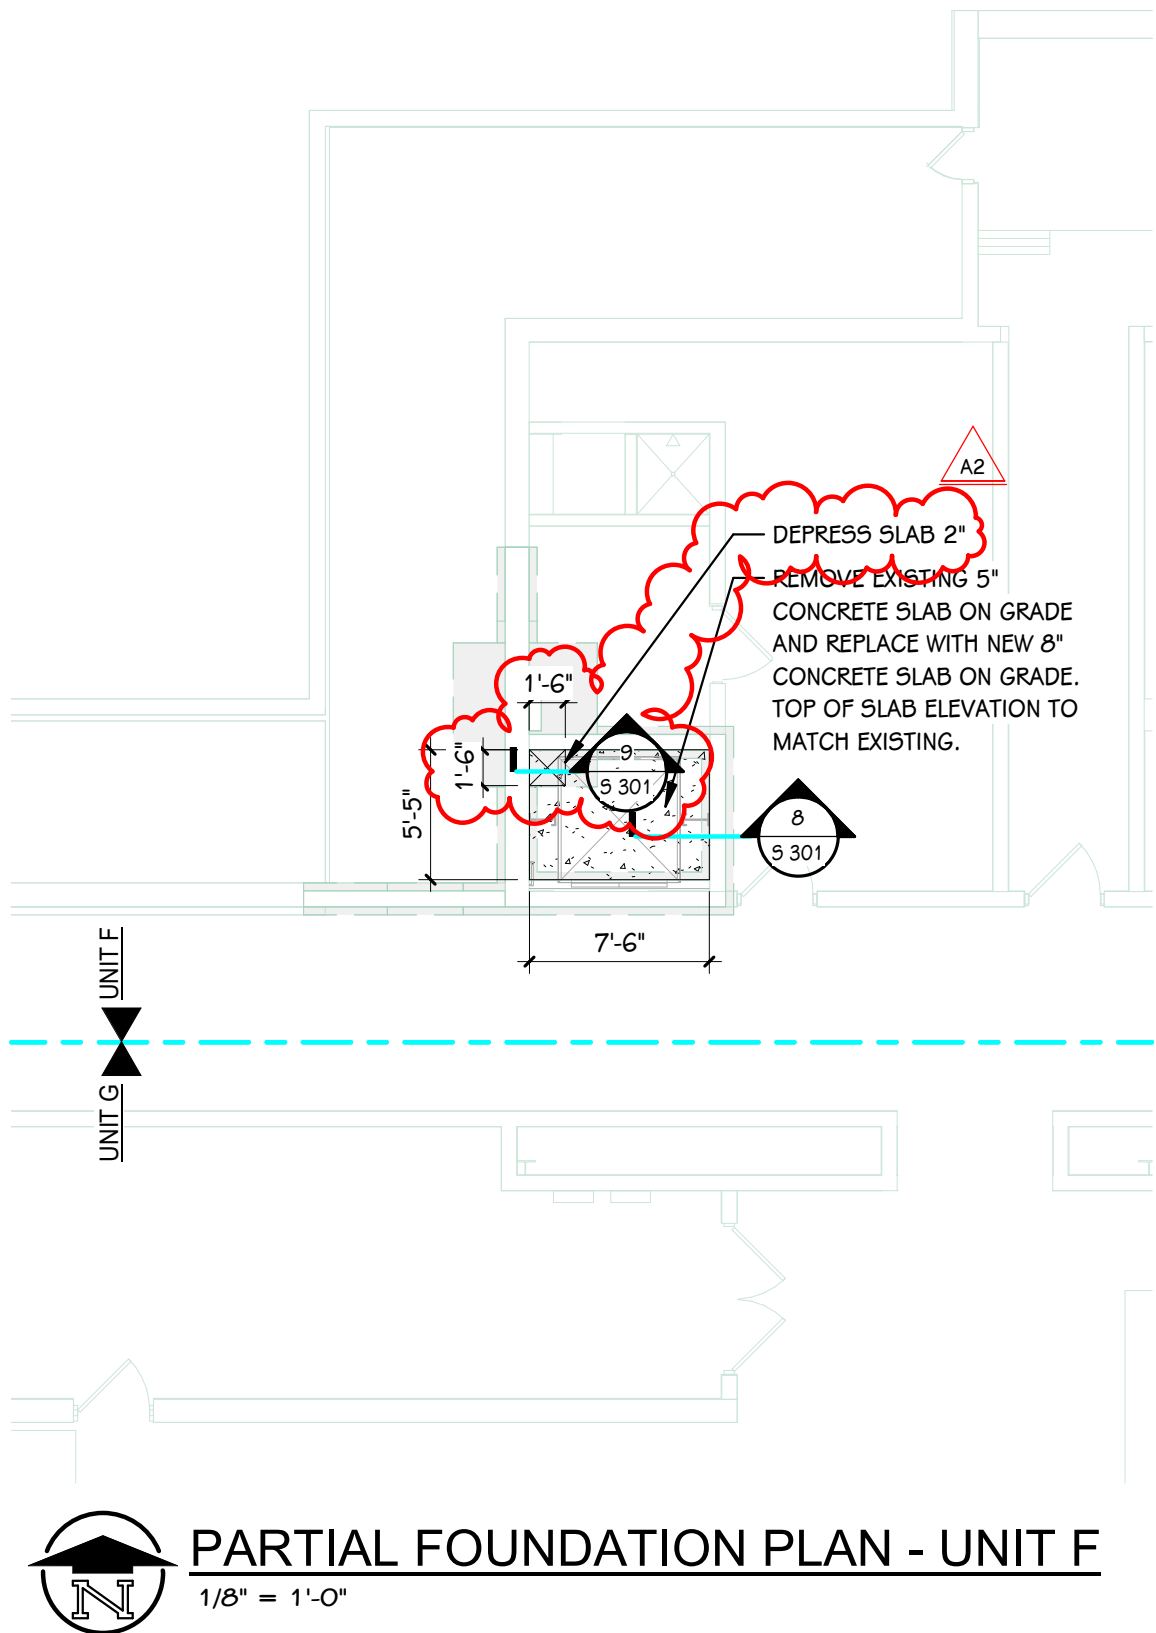 A2
DEPRESS SLAB 2"
REMOVE EXISTING 5"
CONCRETE SLAB ON GRADE
AND REPLACE WITH NEW 8"
CONCRETE SLAB ON GRADE.
TOP OF SLAB ELEVATION TO
MATCH EXISTING.
1'-6"
1'-6"
5'-5"
9
S 301
8
S 301
7'-6"
UNIT F
UNIT G
N
PARTIAL FOUNDATION PLAN - UNIT F
1/8" = 1'-0"